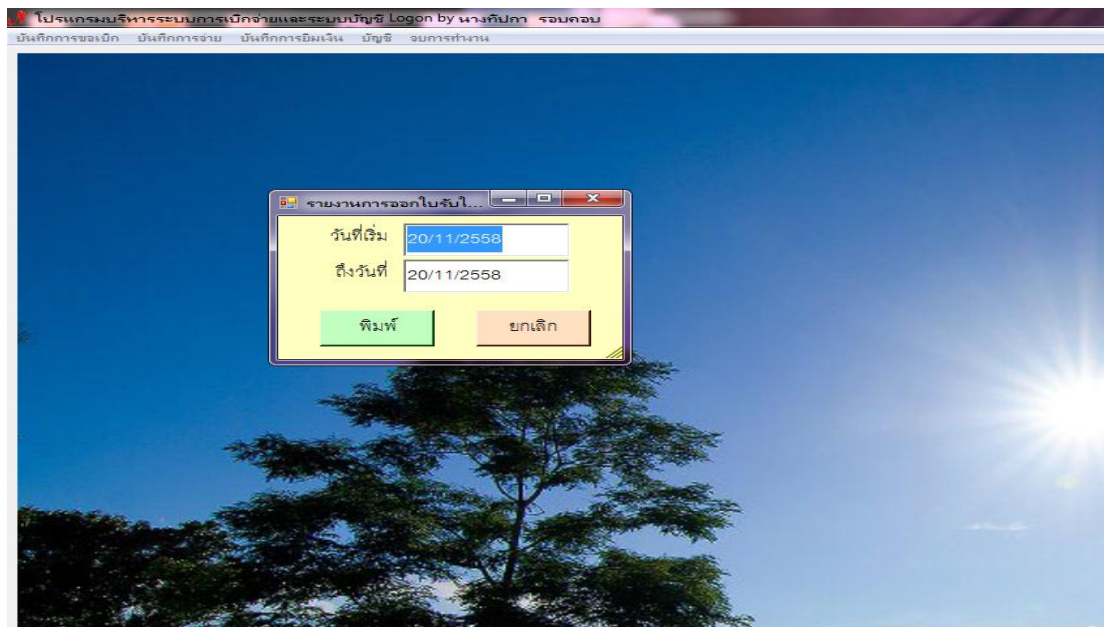 โปรแกรมบริหารระบบการเบิกจ่ายและระบบบัญชี Logon by นางทิปภา รอบคอบ
บันทึกการขอเบิก บันทึกการจ่าย บันทึกการยืมเงิน บัญชี จบการทำงาน
รายงานการออกใบรับใ...
วันที่เริ่ม 20/11/2558
ถึงวันที่ 20/11/2558
พิมพ์ ยกเลิก